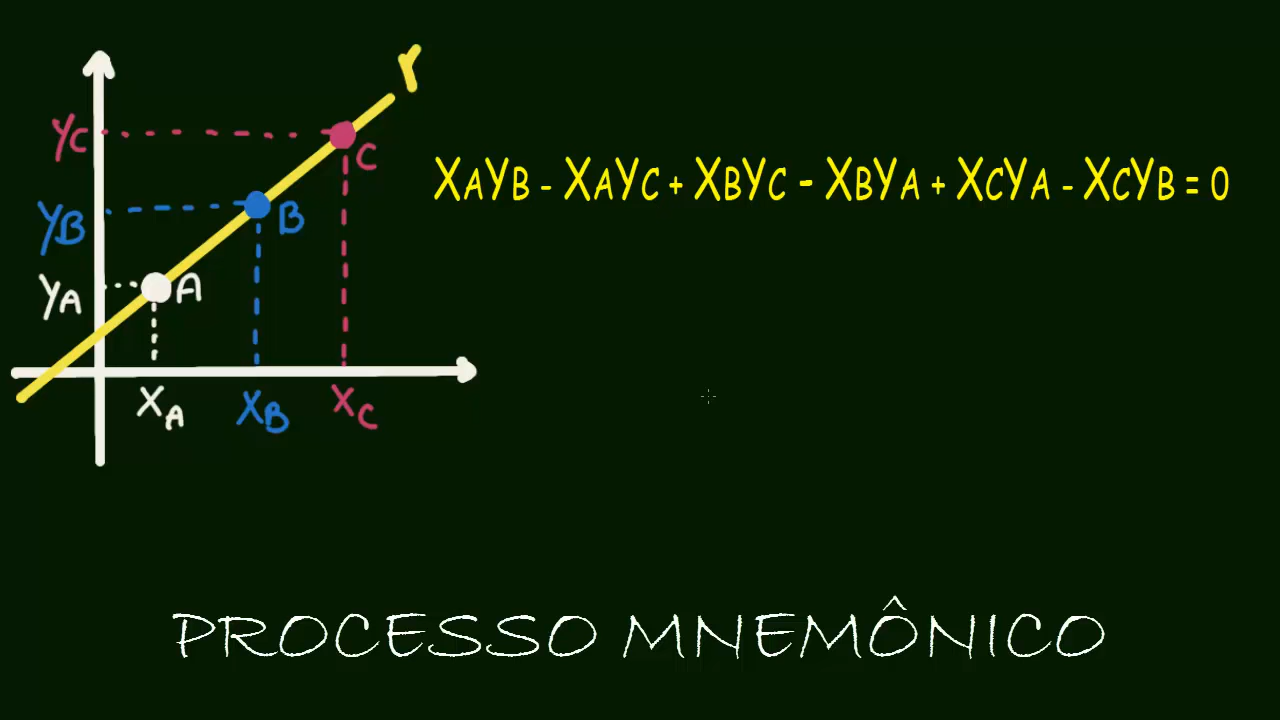 Y
YC
C
XAYB - XAYC + XBYC - XBYA + XCYA - XCYB = 0
YB
B
YA
A
XA
XB
XC
PROCESSO MNEMÔNICO